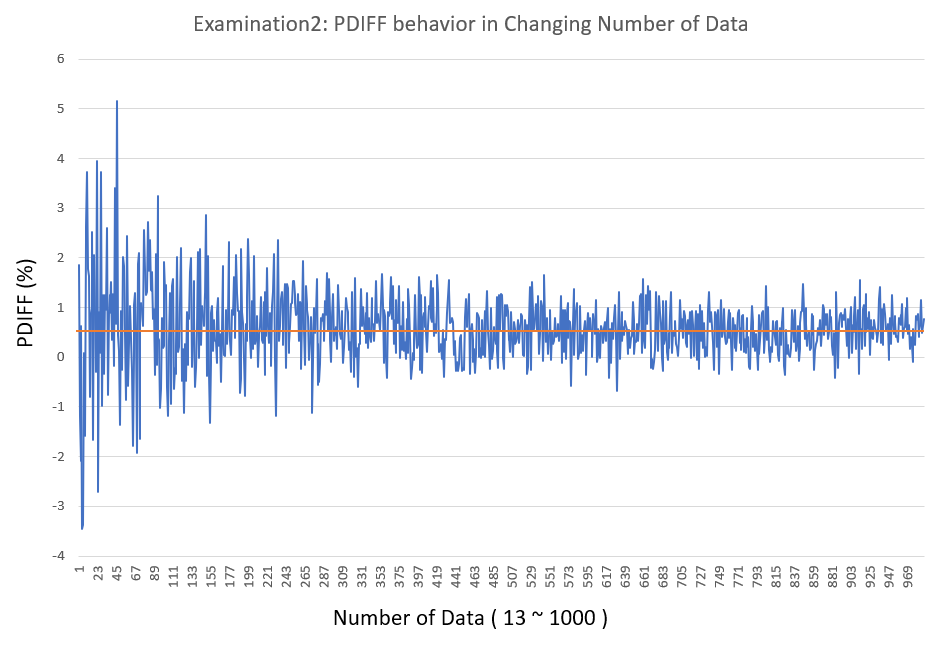 Examination2: PDIFF behavior in Changing Number of Data
6
5
4
3
2
1
0
-1
-2
-3
-4
PDIFF (%)
1 23 45 67 89 111 133 155 177 199 221 243 265 287 309 331 353 375 397 419 441 463 485 507 529 551 573 595 617 639 661 683 705 727 749 771 793 815 837 859 881 903 925 947 969
Number of Data ( 13 ~ 1000 )